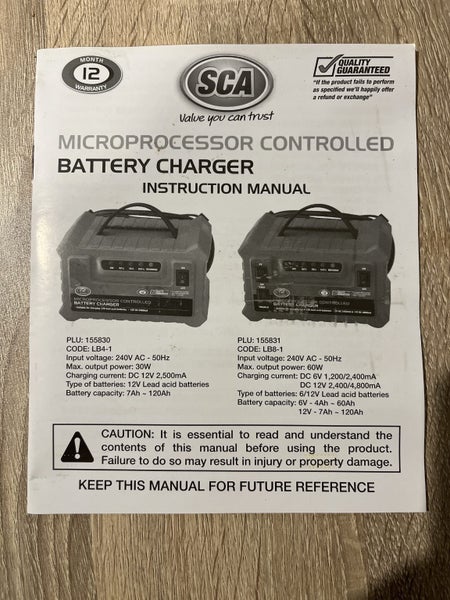 MONTH
12
WARRANTY
SCA
Value you can trust
QUALITY
GUARANTEED
"If the product fails to perform
as specified we'll happily offer
a refund or exchange"
MICROPROCESSOR CONTROLLED
BATTERY CHARGER
INSTRUCTION MANUAL
MICROPROCESSOR CONTROLLED
BATTERY CHARGER
CONTROLLED
BATTERY CHARGER
PLU: 155830
CODE: LB4-1
Input voltage: 240V AC - 50Hz
Max. output power: 30W
Charging current: DC 12V 2,500mA
Type of batteries: 12V Lead acid batteries
Battery capacity: 7Ah ~ 120Ah
PLU: 155831
CODE: LB8-1
Input voltage: 240V AC - 50Hz
Max. output power: 60W
Charging current: DC 6V 1,200/2,400mA
DC 12V 2,400/4,800mA
Type of batteries: 6/12V Lead acid batteries
Battery capacity: 6V - 4Ah ~ 60Ah
12V - 7Ah ~ 120Ah
CAUTION: It is essential to read and understand the
contents of this manual before using the product.
Failure to do so may result in injury or property damage.
KEEP THIS MANUAL FOR FUTURE REFERENCE